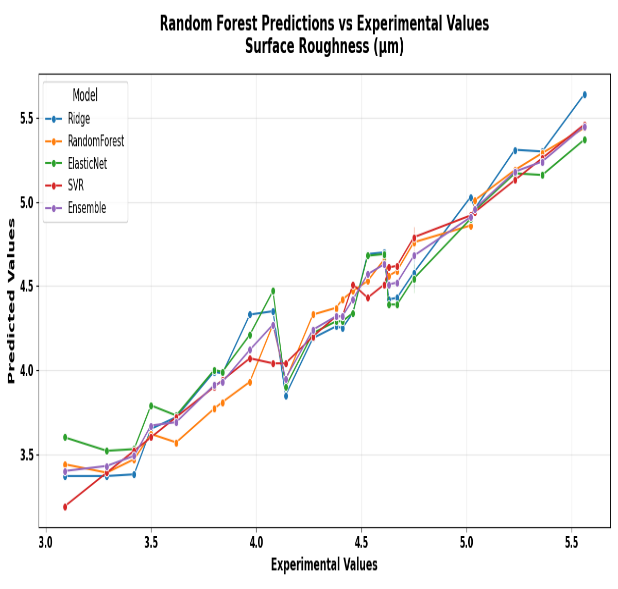 Random Forest Predictions vs Experimental Values
Surface Roughness (μm)
Model
Ridge
RandomForest
ElasticNet
SVR
Ensemble
5.5
5.0
4.5
4.0
3.5
Predicted Values
3.0 3.5 4.0 4.5 5.0 5.5
Experimental Values